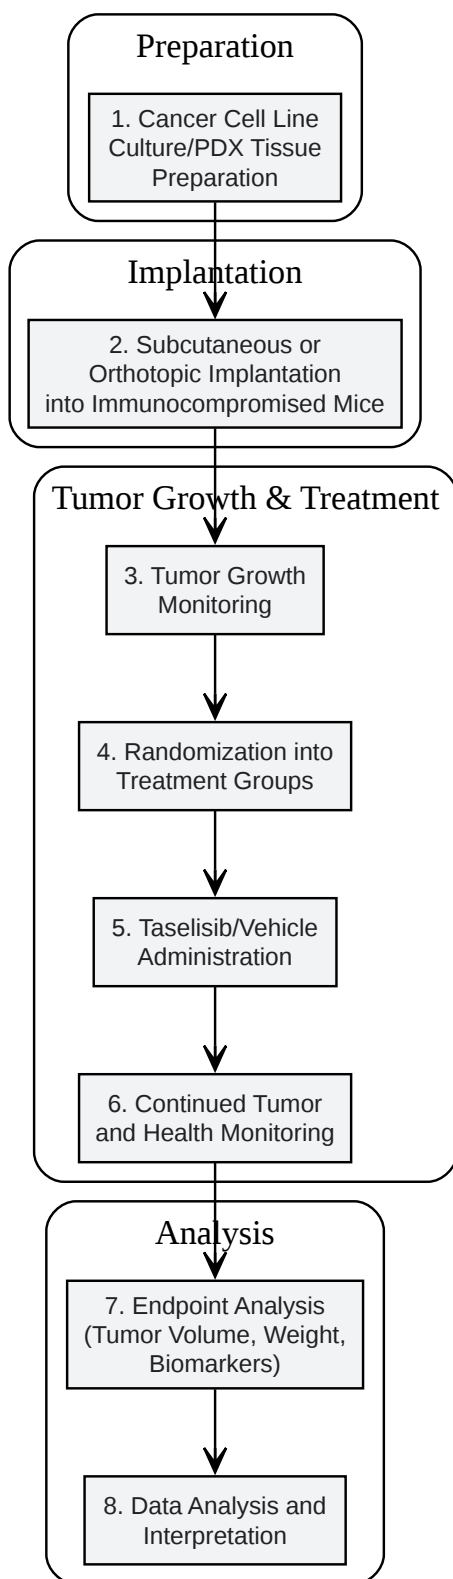 Preparation
1. Cancer Cell Line
Culture/PDX Tissue
Preparation
Implantation
2. Subcutaneous or
Orthotopic Implantation
into Immunocompromised Mice
Tumor Growth & Treatment
3. Tumor Growth
Monitoring
4. Randomization into
Treatment Groups
5. Taselisib/Vehicle
Administration
6. Continued Tumor
and Health Monitoring
Analysis
7. Endpoint Analysis
(Tumor Volume, Weight,
Biomarkers)
8. Data Analysis and
Interpretation